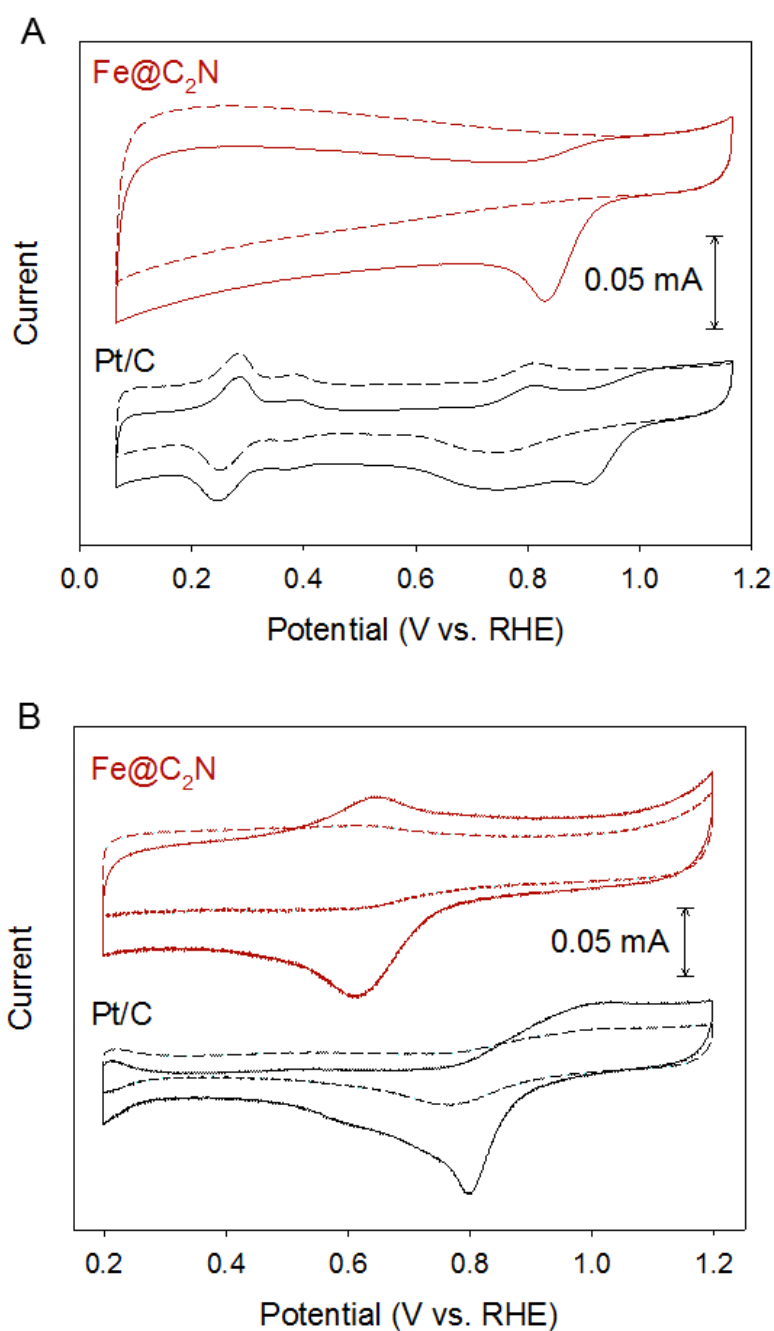 A
Fe@C₂N
0.05 mA
Pt/C
Current
0.0 0.2 0.4 0.6 0.8 1.0 1.2
Potential (V vs. RHE)
B
Fe@C₂N
0.05 mA
Pt/C
Current
0.2 0.4 0.6 0.8 1.0 1.2
Potential (V vs. RHE)